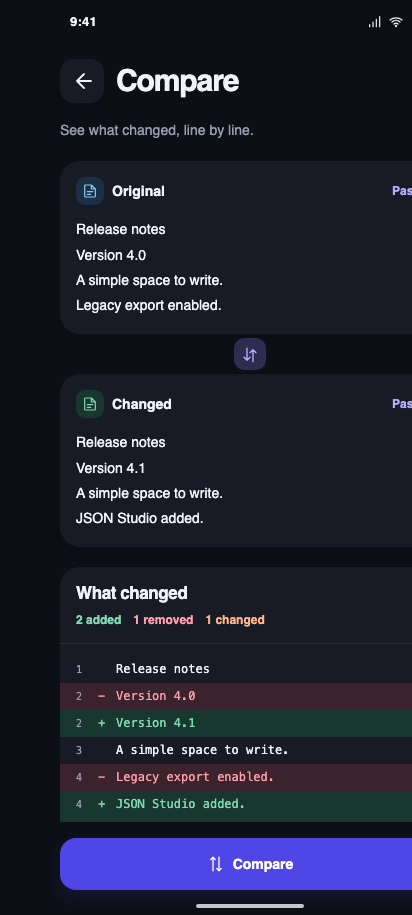 9:41
Compare
See what changed, line by line.
Original
Pas
Release notes
Version 4.0
A simple space to write.
Legacy export enabled.
Changed
Pas
Release notes
Version 4.1
A simple space to write.
JSON Studio added.
What changed
2 added 1 removed 1 changed
1 Release notes
2 − Version 4.0
2 + Version 4.1
3 A simple space to write.
4 − Legacy export enabled.
4 + JSON Studio added.
Compare